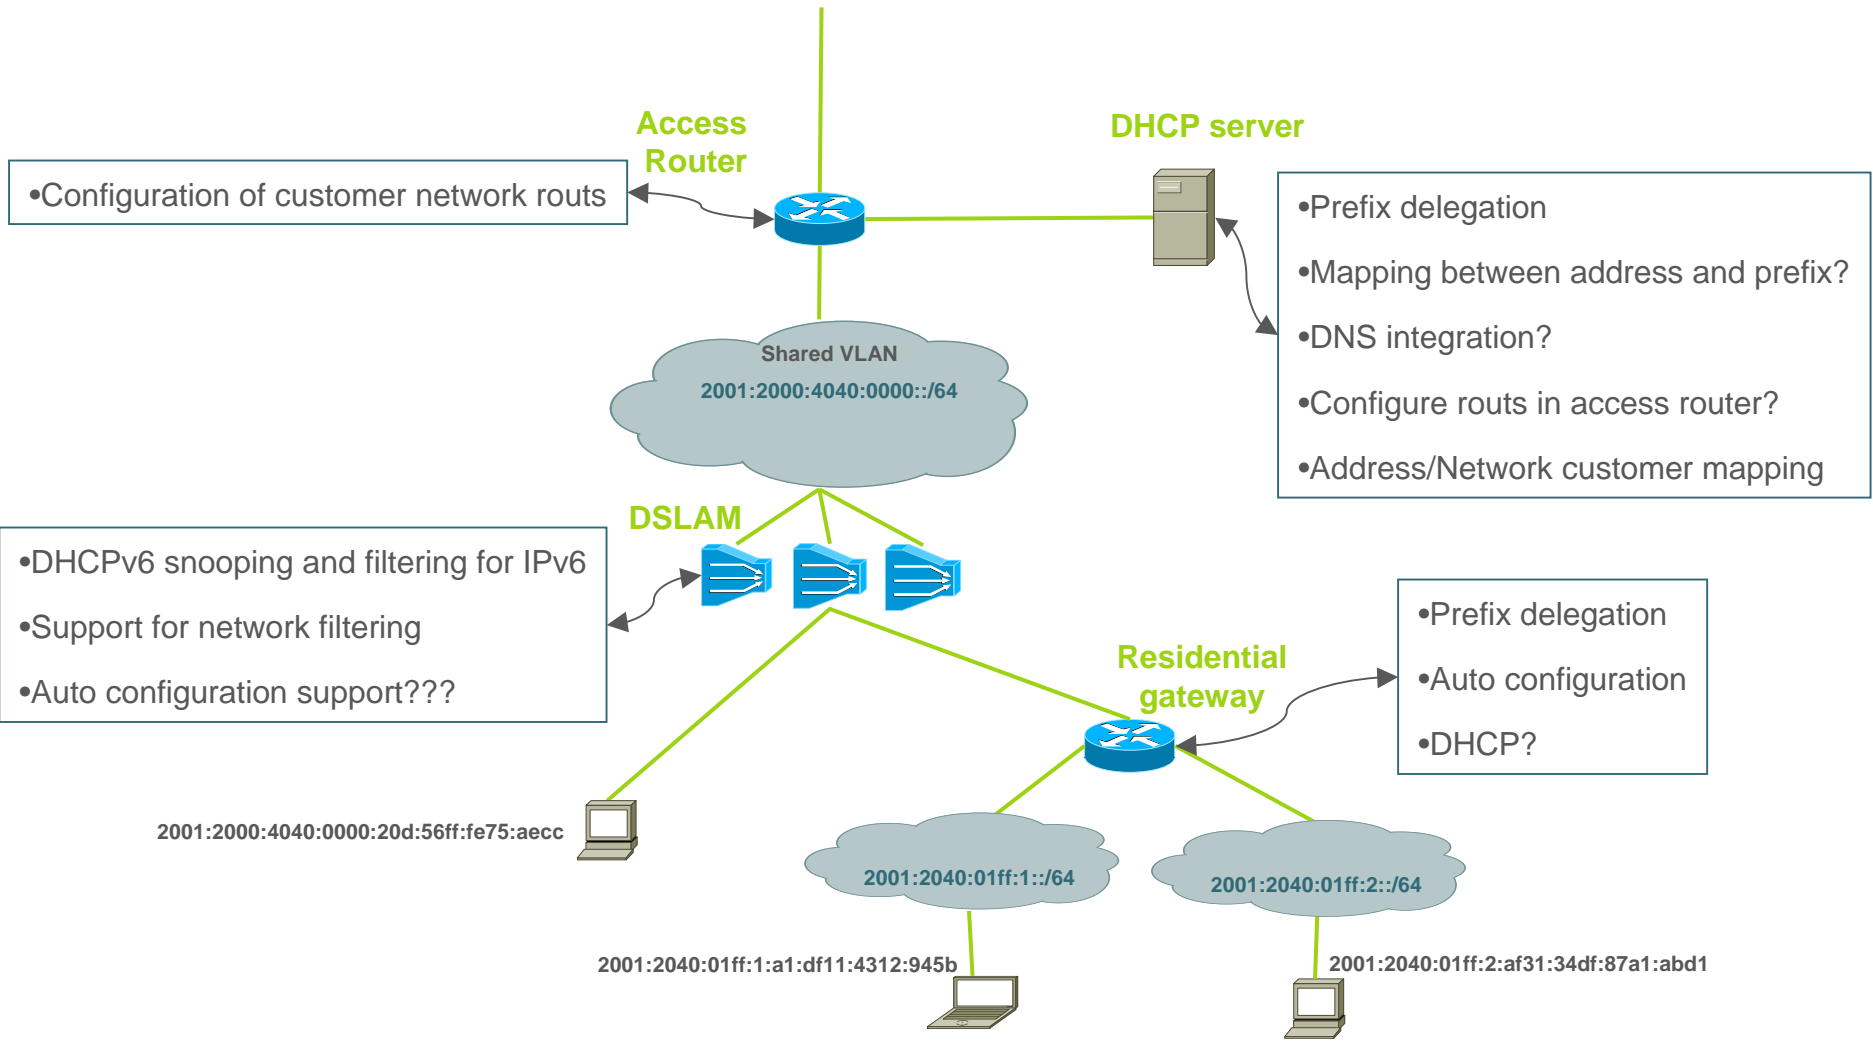 Access
Router
DHCP server
•Configuration of customer network routs
•Prefix delegation
•Mapping between address and prefix?
•DNS integration?
•Configure routs in access router?
•Address/Network customer mapping
Shared VLAN
2001:2000:4040:0000::/64
DSLAM
•DHCPv6 snooping and filtering for IPv6
•Support for network filtering
•Auto configuration support???
Residential
gateway
•Prefix delegation
•Auto configuration
•DHCP?
2001:2000:4040:0000:20d:56ff:fe75:aecc
2001:2040:01ff:1::/64
2001:2040:01ff:2::/64
2001:2040:01ff:1:a1:df11:4312:945b
2001:2040:01ff:2:af31:34df:87a1:abd1